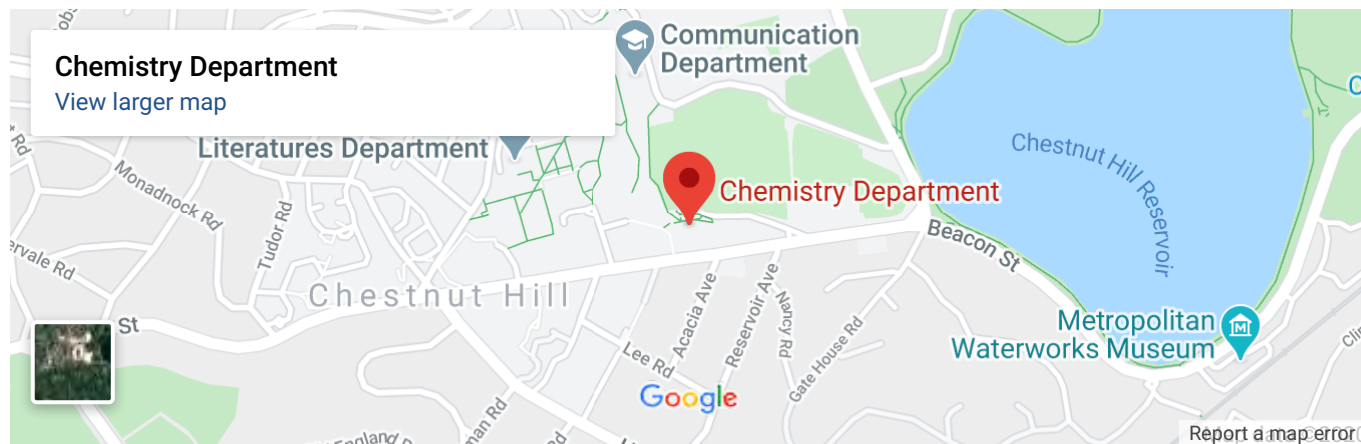 Chemistry Department
View larger map
Communication
Department
Literatures Department
Chemistry Department
Chestnut Hill Reservoir
Monadnock Rd
Tudor Rd
Rd
Beacon St
Chestnut Hill
St
Acacia Ave
Reservoir Ave
Nancy Rd
Gate House Rd
Lee Rd
Metropolitan
Waterworks Museum
Google
Rd
England
Report a map error